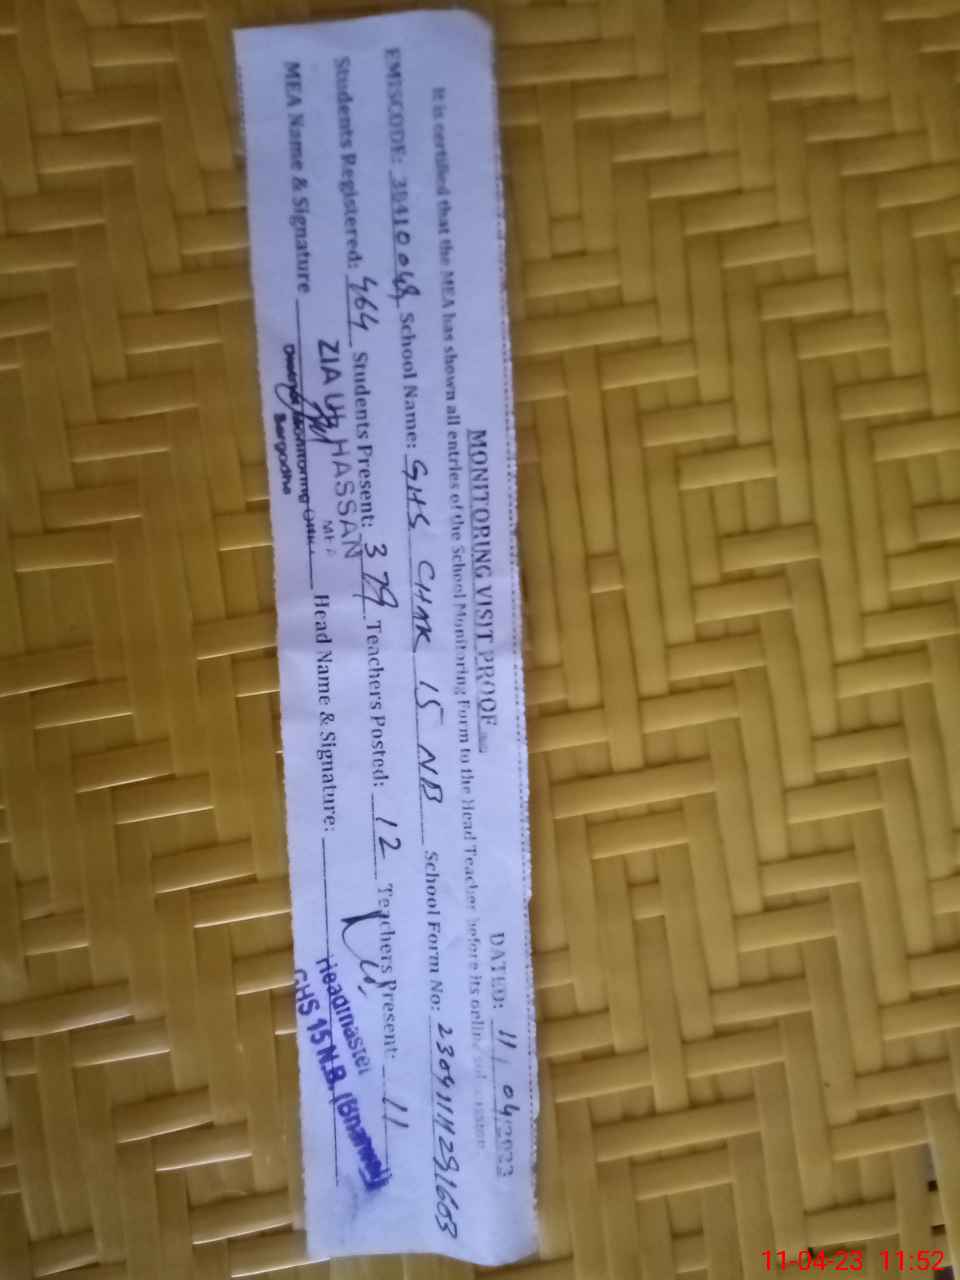 MONITORING VISIT PROOF
DATED: 11/04/2023
It is certified that the MEA has shown all entries of the School Monitoring Form to the Head Teacher before its online
EMISCODE: School Name: GHS CHAK 15 NB School Form No:
Students Registered: 464 Students Present: 379 Teachers Posted: 12 Teachers Present: 11
MEA Name & Signature Head Name & Signature:
ZIA UL HASSAN
MEA
Monitoring
Sargodha
Headmaster
GHS 15 N.B.
11-04-23 11:52